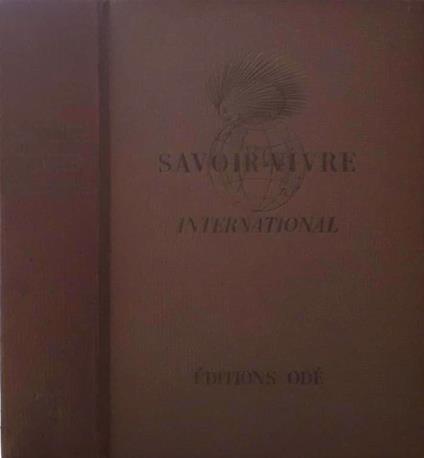 SAVOIR-VIVRE
INTERNATIONAL
ÉDITIONS ODÉ